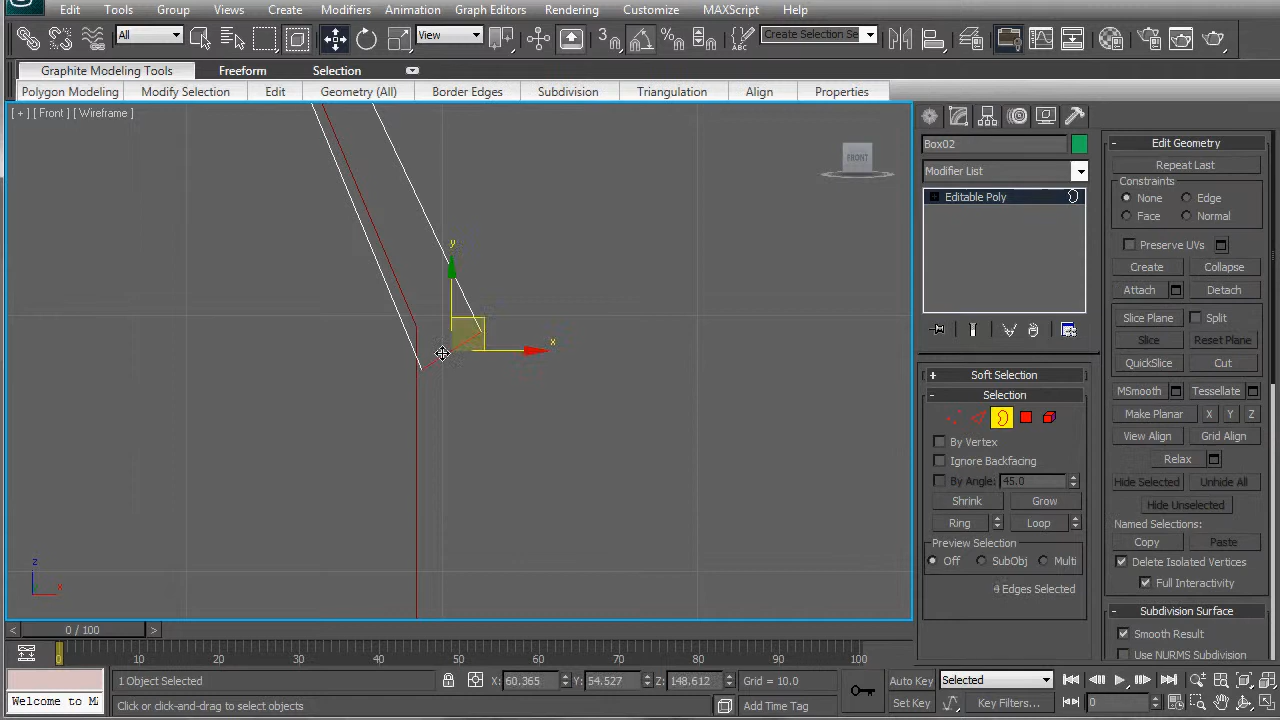 Edit Tools Group Views Create Modifiers Animation Graph Editors Rendering Customize MAXScript Help
All View 3 Create Selection Se
Graphite Modeling Tools Freeform Selection
Polygon Modeling Modify Selection Edit Geometry (All) Border Edges Subdivision Triangulation Align Properties
[ + ] [ Front ] [ Wireframe ]
FRONT
y
x
z
x
Box02
Modifier List
Editable Poly
+ Soft Selection
- Selection
By Vertex
Ignore Backfacing
By Angle: 45.0
Shrink Grow
Ring Loop
Preview Selection
Off SubObj Multi
4 Edges Selected
- Edit Geometry
Repeat Last
Constraints
None Edge
Face Normal
Preserve UVs
Create Collapse
Attach Detach
Slice Plane Split
Slice Reset Plane
QuickSlice Cut
MSmooth Tessellate
Make Planar X Y Z
View Align Grid Align
Relax
Hide Selected Unhide All
Hide Unselected
Named Selections:
Copy Paste
Delete Isolated Vertices
Full Interactivity
- Subdivision Surface
Smooth Result
Use NURMS Subdivision
< 0 / 100 >
0 10 20 30 40 50 60 70 80 90 100
1 Object Selected X: 60.365 Y: 54.527 Z: 148.612 Grid = 10.0 Auto Key Selected
Welcome to M Click or click-and-drag to select objects Add Time Tag Set Key Key Filters... 0